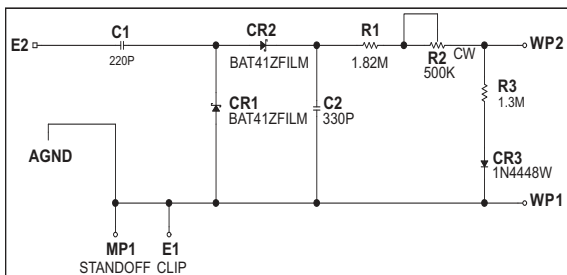 E2
C1
220P
CR2
BAT41ZFILM
R1
1.82M
R2
500K
CW
WP2
CR1
BAT41ZFILM
C2
330P
R3
1.3M
AGND
CR3
1N4448W
WP1
MP1
STANDOFF
E1
CLIP